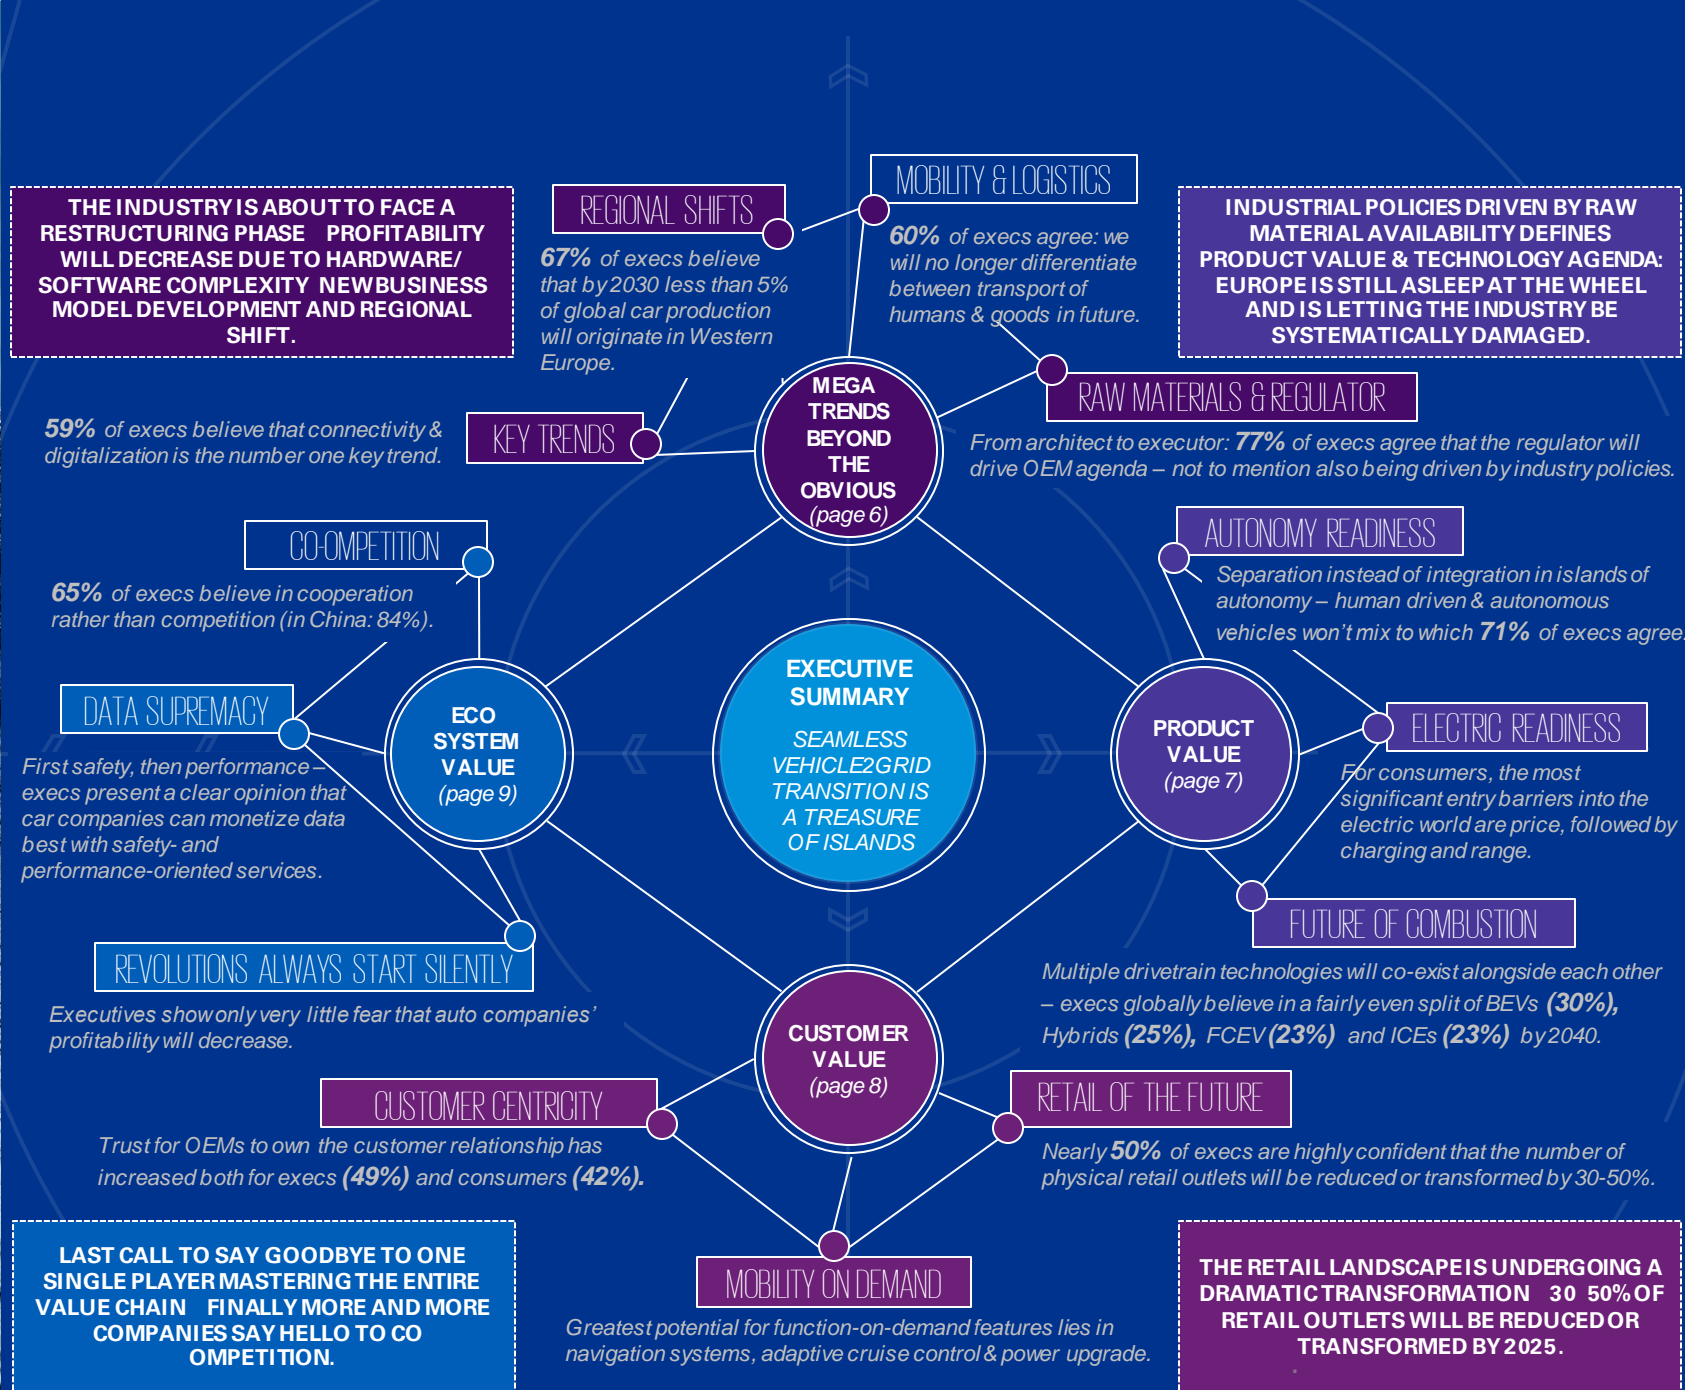 THE INDUSTRY IS ABOUT TO FACE A
RESTRUCTURING PHASE PROFITABILITY
WILL DECREASE DUE TO HARDWARE/
SOFTWARE COMPLEXITY NEW BUSINESS
MODEL DEVELOPMENT AND REGIONAL
SHIFT.
REGIONAL SHIFTS
67% of execs believe
that by 2030 less than 5%
of global car production
will originate in Western
Europe.
MOBILITY & LOGISTICS
60% of execs agree: we
will no longer differentiate
between transport of
humans & goods in future.
INDUSTRIAL POLICIES DRIVEN BY RAW
MATERIAL AVAILABILITY DEFINES
PRODUCT VALUE & TECHNOLOGY AGENDA:
EUROPE IS STILL ASLEEP AT THE WHEEL
AND IS LETTING THE INDUSTRY BE
SYSTEMATICALLY DAMAGED.
KEY TRENDS
59% of execs believe that connectivity &
digitalization is the number one key trend.
MEGA
TRENDS
BEYOND
THE
OBVIOUS
(page 6)
RAW MATERIALS & REGULATOR
From architect to executor: 77% of execs agree that the regulator will
drive OEM agenda – not to mention also being driven by industry policies.
CO-OMPETITION
65% of execs believe in cooperation
rather than competition (in China: 84%).
AUTONOMY READINESS
Separation instead of integration in islands of
autonomy – human driven & autonomous
vehicles won't mix to which 71% of execs agree.
DATA SUPREMACY
First safety, then performance –
execs present a clear opinion that
car companies can monetize data
best with safety- and
performance-oriented services.
ECO
SYSTEM
VALUE
(page 9)
EXECUTIVE
SUMMARY
SEAMLESS
VEHICLE2GRID
TRANSITION IS
A TREASURE
OF ISLANDS
PRODUCT
VALUE
(page 7)
ELECTRIC READINESS
For consumers, the most
significant entry barriers into the
electric world are price, followed by
charging and range.
REVOLUTIONS ALWAYS START SILENTLY
Executives show only very little fear that auto companies'
profitability will decrease.
FUTURE OF COMBUSTION
Multiple drivetrain technologies will co-exist alongside each other
– execs globally believe in a fairly even split of BEVs (30%),
Hybrids (25%), FCEV (23%) and ICEs (23%) by 2040.
CUSTOMER
VALUE
(page 8)
CUSTOMER CENTRICITY
Trust for OEMs to own the customer relationship has
increased both for execs (49%) and consumers (42%).
RETAIL OF THE FUTURE
Nearly 50% of execs are highly confident that the number of
physical retail outlets will be reduced or transformed by 30-50%.
LAST CALL TO SAY GOODBYE TO ONE
SINGLE PLAYER MASTERING THE ENTIRE
VALUE CHAIN FINALLY MORE AND MORE
COMPANIES SAY HELLO TO CO
OMPETITION.
MOBILITY ON DEMAND
Greatest potential for function-on-demand features lies in
navigation systems, adaptive cruise control & power upgrade.
THE RETAIL LANDSCAPE IS UNDERGOING A
DRAMATIC TRANSFORMATION 30 50% OF
RETAIL OUTLETS WILL BE REDUCED OR
TRANSFORMED BY 2025.